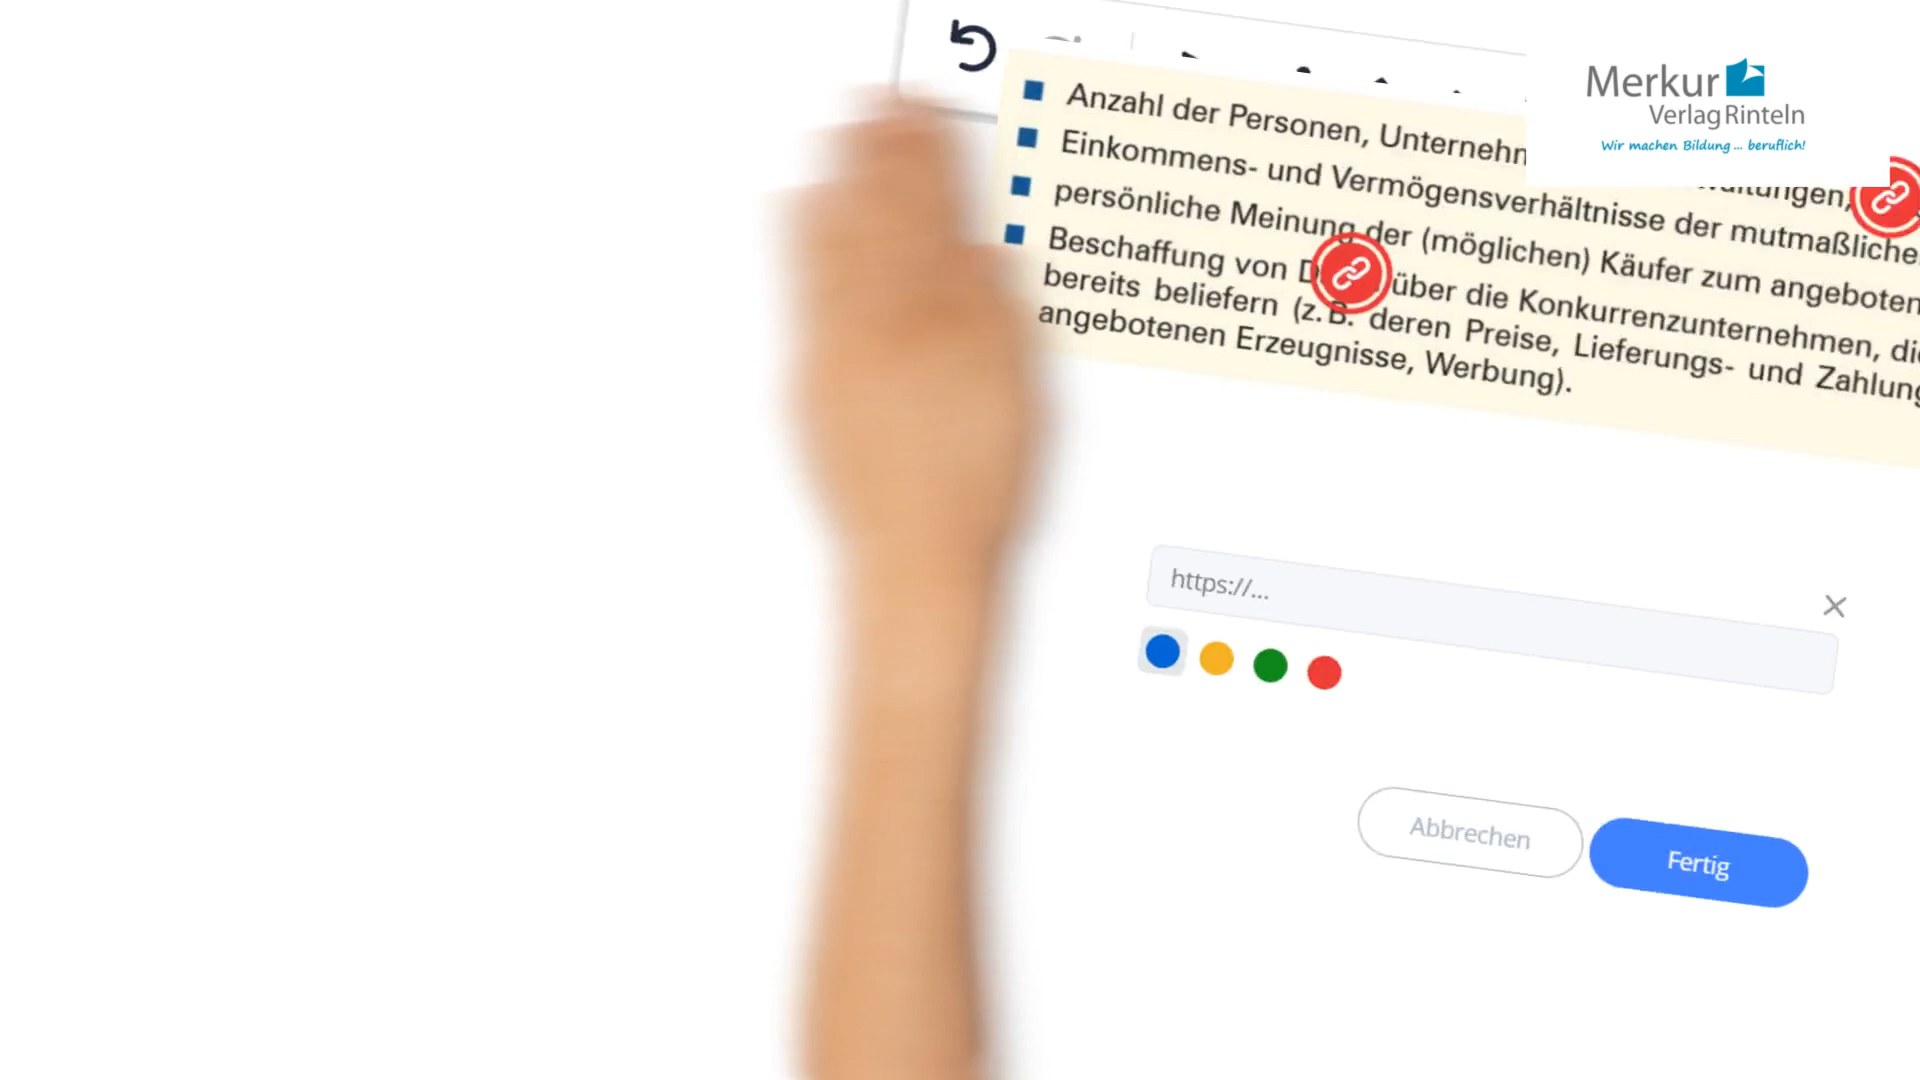 Merkur
Verlag Rinteln
Wir machen Bildung ... beruflich!
Anzahl der Personen, Unternehm
Einkommens- und Vermögensverhältnisse der mutmaßliche
persönliche Meinung der (möglichen) Käufer zum angeboten
Beschaffung von über die Konkurrenzunternehmen, die
bereits beliefern (z. B. deren Preise, Lieferungs- und Zahlung
angebotenen Erzeugnisse, Werbung).
https://...
Abbrechen
Fertig